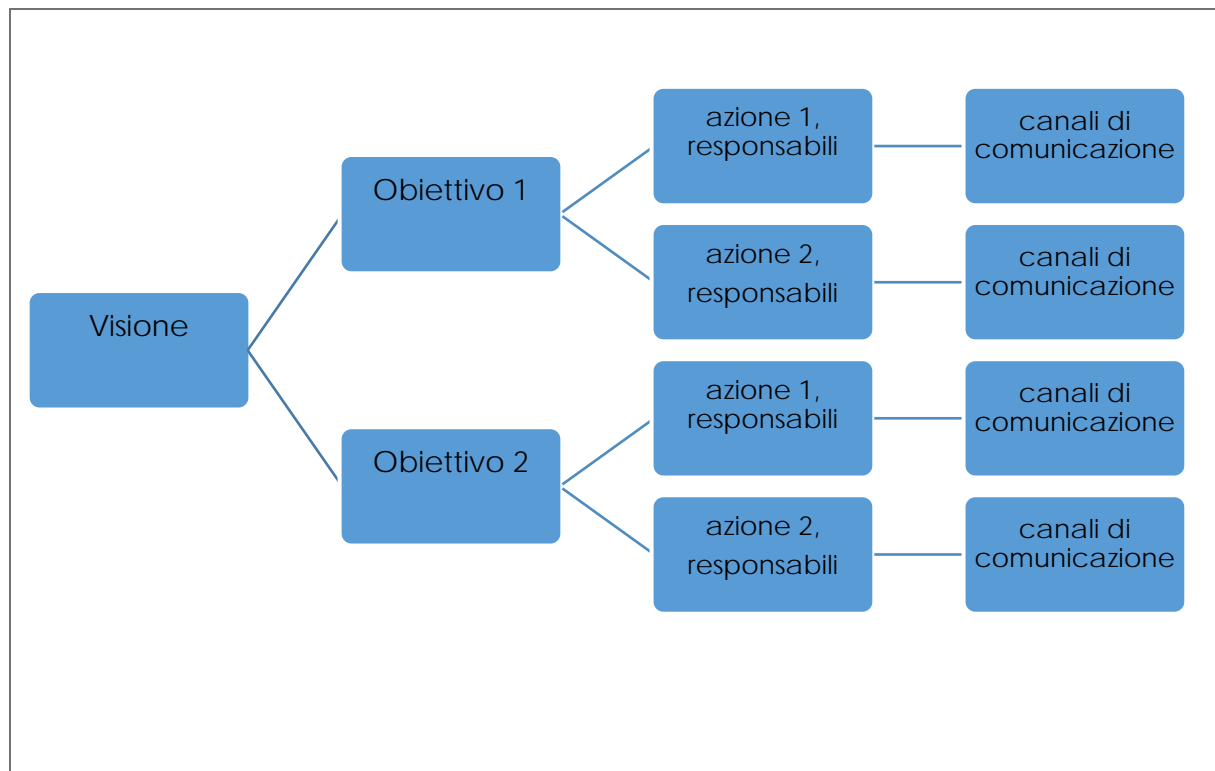 Visione
Obiettivo 1
azione 1,
responsabili
canali di
comunicazione
azione 2,
responsabili
canali di
comunicazione
Obiettivo 2
azione 1,
responsabili
canali di
comunicazione
azione 2,
responsabili
canali di
comunicazione